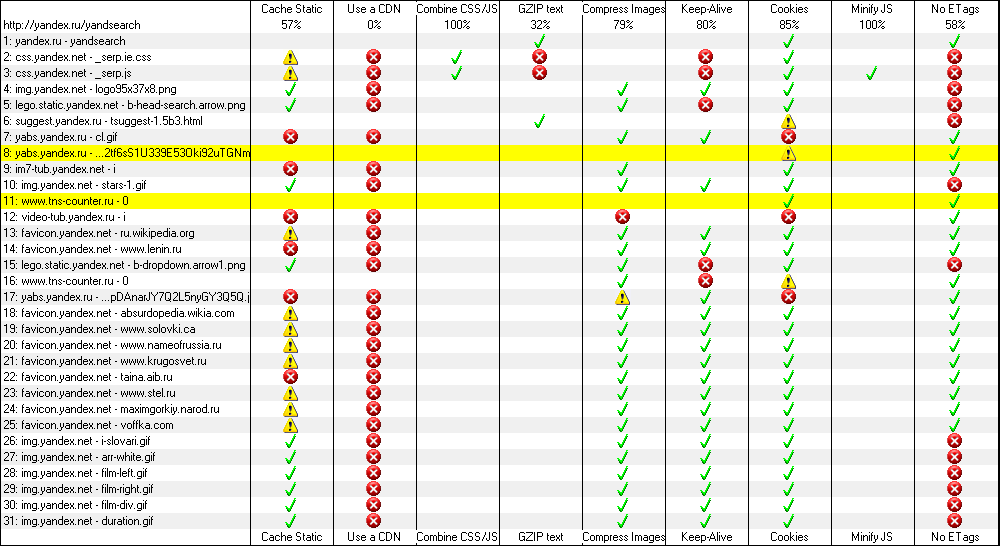 Cache Static Use a CDN Combine CSS/JS GZIP text Compress Images Keep-Alive Cookies Minify JS No ETags
http://yandex.ru/yandsearch 57% 0% 100% 32% 79% 80% 85% 100% 58%
1: yandex.ru - yandsearch
2: css.yandex.net - _serp.ie.css
3: css.yandex.net - _serp.js
4: img.yandex.net - logo95x37x8.png
5: lego.static.yandex.net - b-head-search.arrow.png
6: suggest.yandex.ru - tsuggest-1.5b3.html
7: yabs.yandex.ru - cl.gif
8: yabs.yandex.ru - ...2tf6sS1U339E53Oki92uTGNm
9: im7-tub.yandex.net - i
10: img.yandex.net - stars-1.gif
11: www.tns-counter.ru - 0
12: video-tub.yandex.ru - i
13: favicon.yandex.net - ru.wikipedia.org
14: favicon.yandex.net - www.lenin.ru
15: lego.static.yandex.net - b-dropdown.arrow1.png
16: www.tns-counter.ru - 0
17: yabs.yandex.ru - ...pDAnarJY7Q2L5nyGY3Q5Q.j
18: favicon.yandex.net - absurdopedia.wikia.com
19: favicon.yandex.net - www.solovki.ca
20: favicon.yandex.net - www.nameofrussia.ru
21: favicon.yandex.net - www.krugosvet.ru
22: favicon.yandex.net - taina.aib.ru
23: favicon.yandex.net - www.stel.ru
24: favicon.yandex.net - maximgorkiy.narod.ru
25: favicon.yandex.net - voffka.com
26: img.yandex.net - i-slovari.gif
27: img.yandex.net - arr-white.gif
28: img.yandex.net - film-left.gif
29: img.yandex.net - film-right.gif
30: img.yandex.net - film-div.gif
31: img.yandex.net - duration.gif
Cache Static Use a CDN Combine CSS/JS GZIP text Compress Images Keep-Alive Cookies Minify JS No ETags